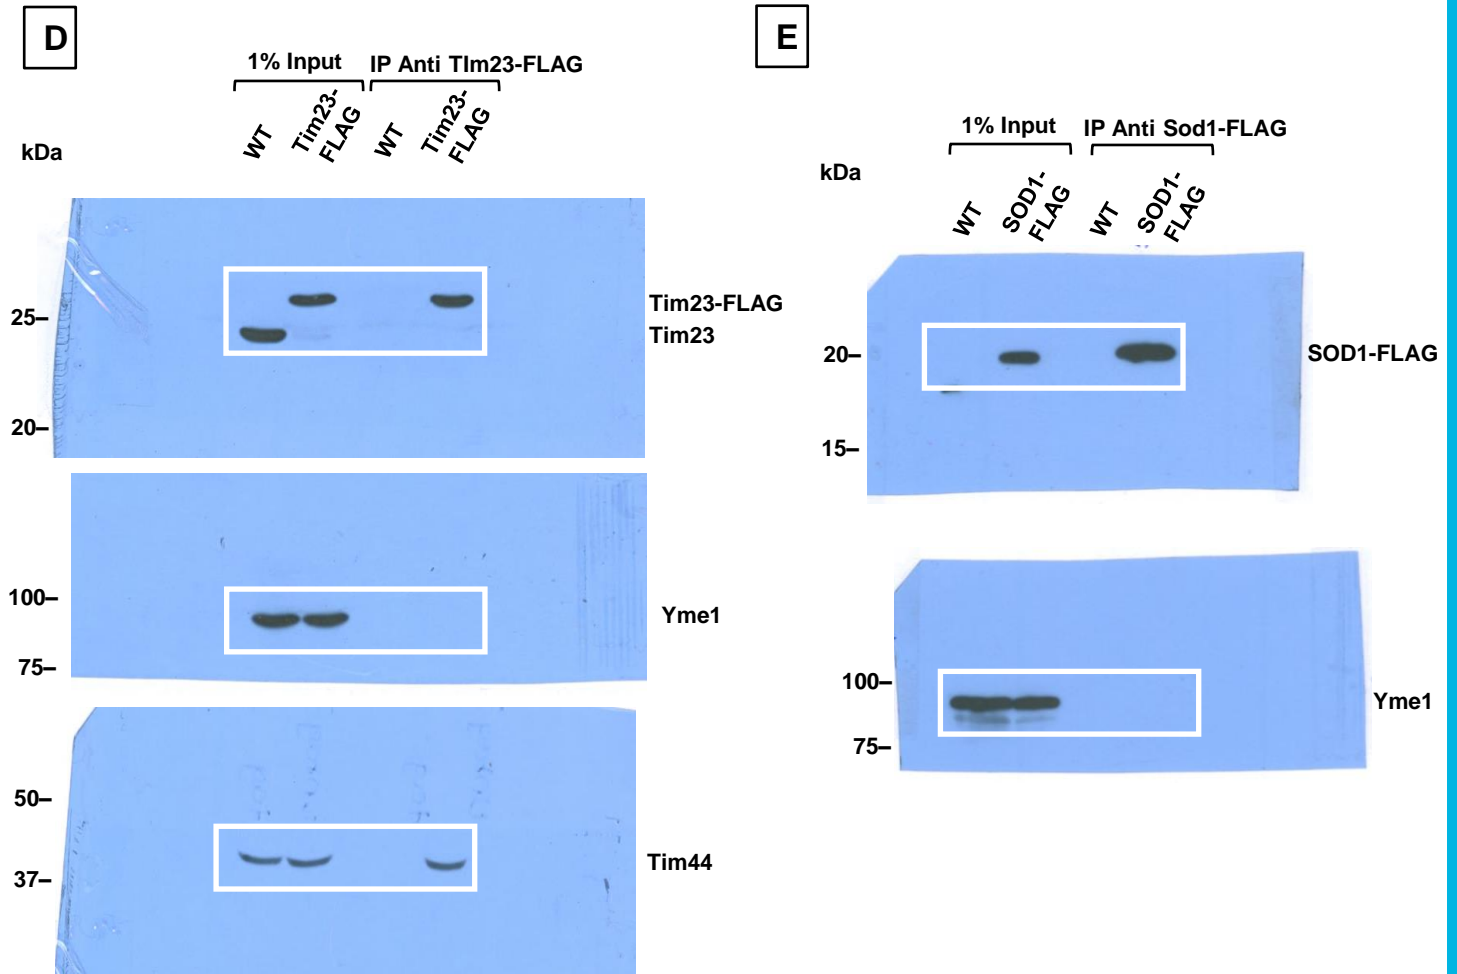 D
1% Input
IP Anti TIm23-FLAG
WT
Tim23-
FLAG
WT
Tim23-
FLAG
kDa
25–
20–
Tim23-FLAG
Tim23
100–
75–
Yme1
50–
37–
Tim44
E
1% Input
IP Anti Sod1-FLAG
WT
SOD1-
FLAG
WT
SOD1-
FLAG
kDa
20–
15–
SOD1-FLAG
100–
75–
Yme1